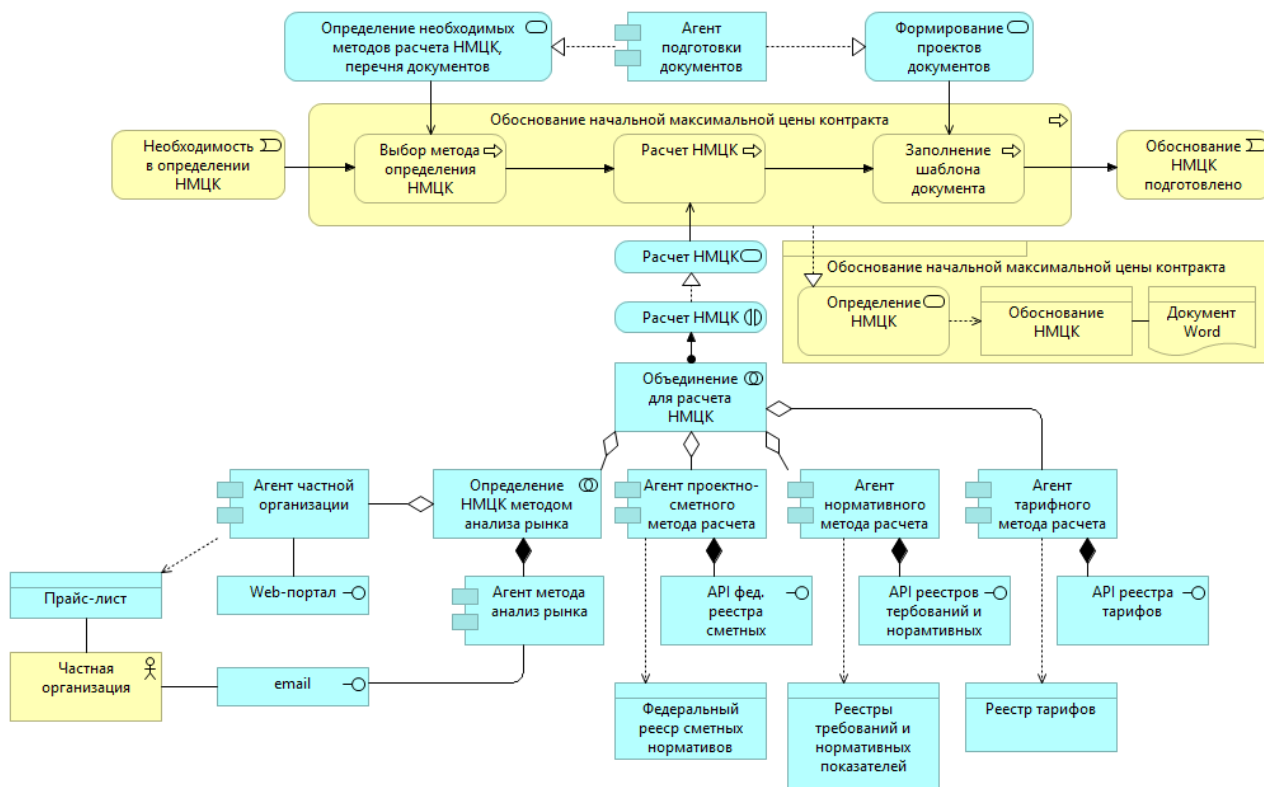 Определение необходимых
методов расчета НМЦК,
перечня документов
Агент
подготовки
документов
Формирование
проектов
документов
Обоснование начальной максимальной цены контракта
Необходимость
в определении
НМЦК
Выбор метода
определения
НМЦК
Расчет НМЦК
Заполнение
шаблона
документа
Обоснование
НМЦК
подготовлено
Расчет НМЦК
Обоснование начальной максимальной цены контракта
Определение
НМЦК
Обоснование
НМЦК
Документ
Word
Расчет НМЦК
Объединение
для расчета
НМЦК
Агент частной
организации
Определение
НМЦК методом
анализа рынка
Агент проектно-
сметного
метода расчета
Агент
нормативного
метода расчета
Агент
тарифного
метода расчета
Прайс-лист
Web-портал
Агент метода
анализ рынка
API фед.
реестра
сметных
API реестров
тербований и
норамтивных
API реестра
тарифов
Частная
организация
email
Федеральный
рееср сметных
нормативов
Реестры
требований и
нормативных
показателей
Реестр тарифов